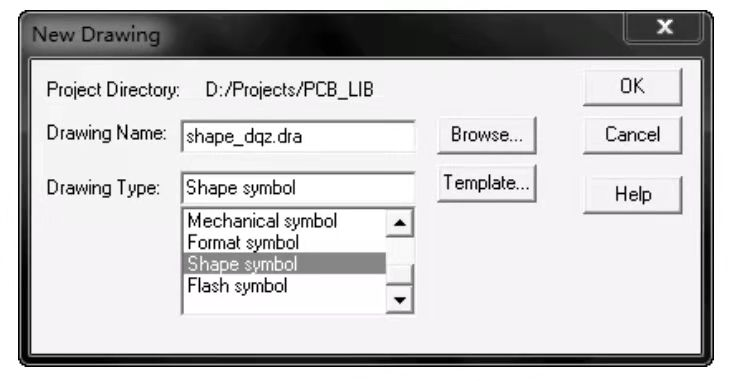 New Drawing
x
Project Directory: D:/Projects/PCB_LIB
OK
Drawing Name: shape_dqz.dra
Browse...
Cancel
Drawing Type: Shape symbol
Template...
Help
Mechanical symbol
Format symbol
Shape symbol
Flash symbol